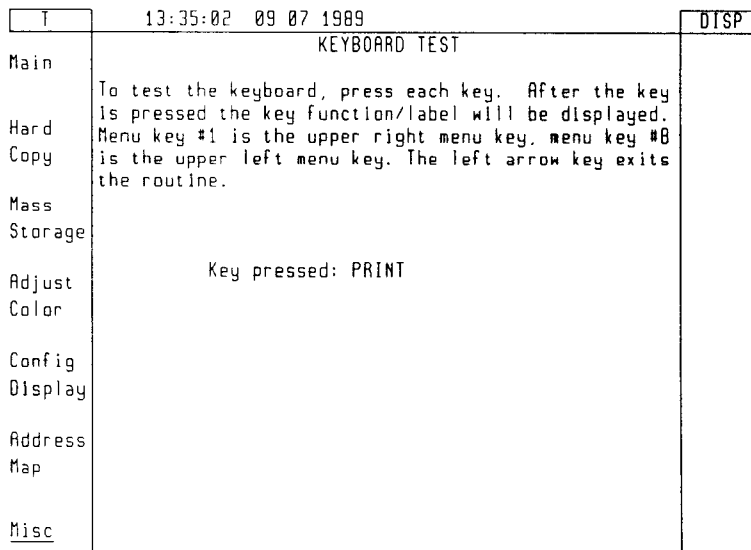 T 13:35:02 09 07 1989 DISP
KEYBOARD TEST
Main
To test the keyboard, press each key. After the key
is pressed the key function/label will be displayed.
Menu key #1 is the upper right menu key, menu key #8
is the upper left menu key. The left arrow key exits
the routine.
Hard
Copy
Mass
Storage
Key pressed: PRINT
Adjust
Color
Config
Display
Address
Map
Misc